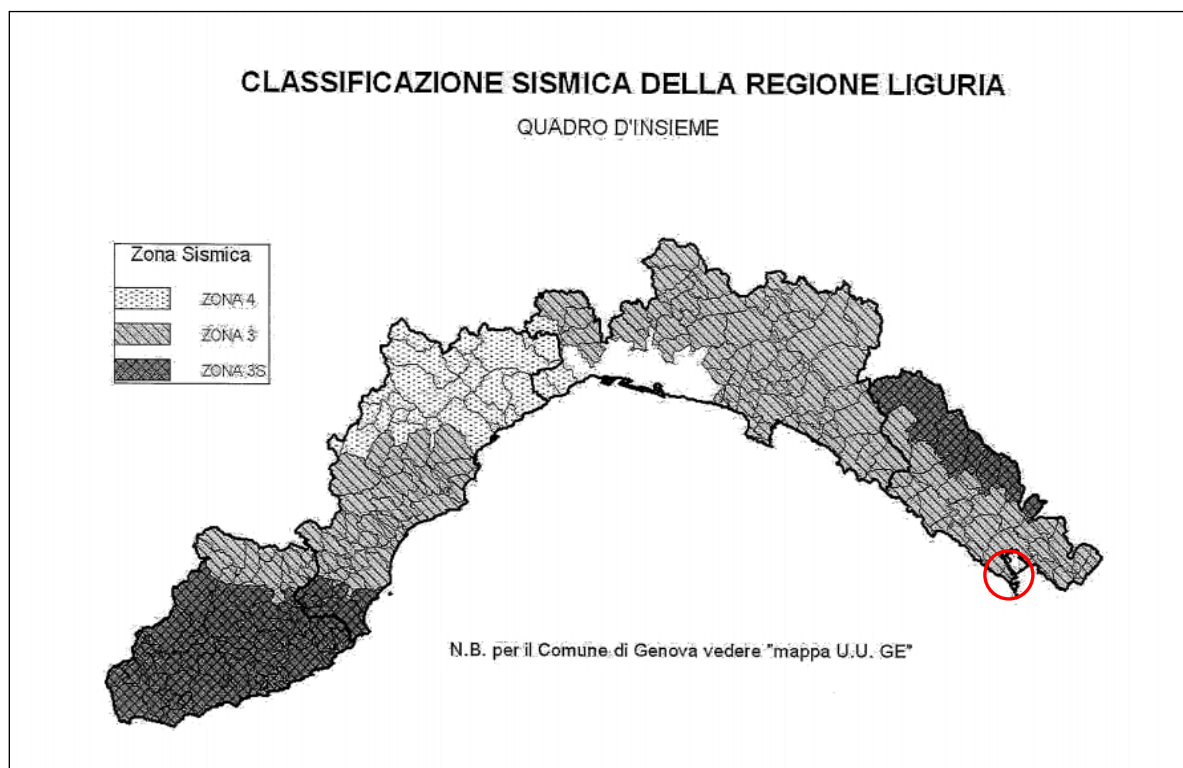 CLASSIFICAZIONE SISMICA DELLA REGIONE LIGURIA
QUADRO D'INSIEME
Zona Sismica
ZONA 4
ZONA 3
ZONA 3S
N.B. per il Comune di Genova vedere "mappa U.U. GE"